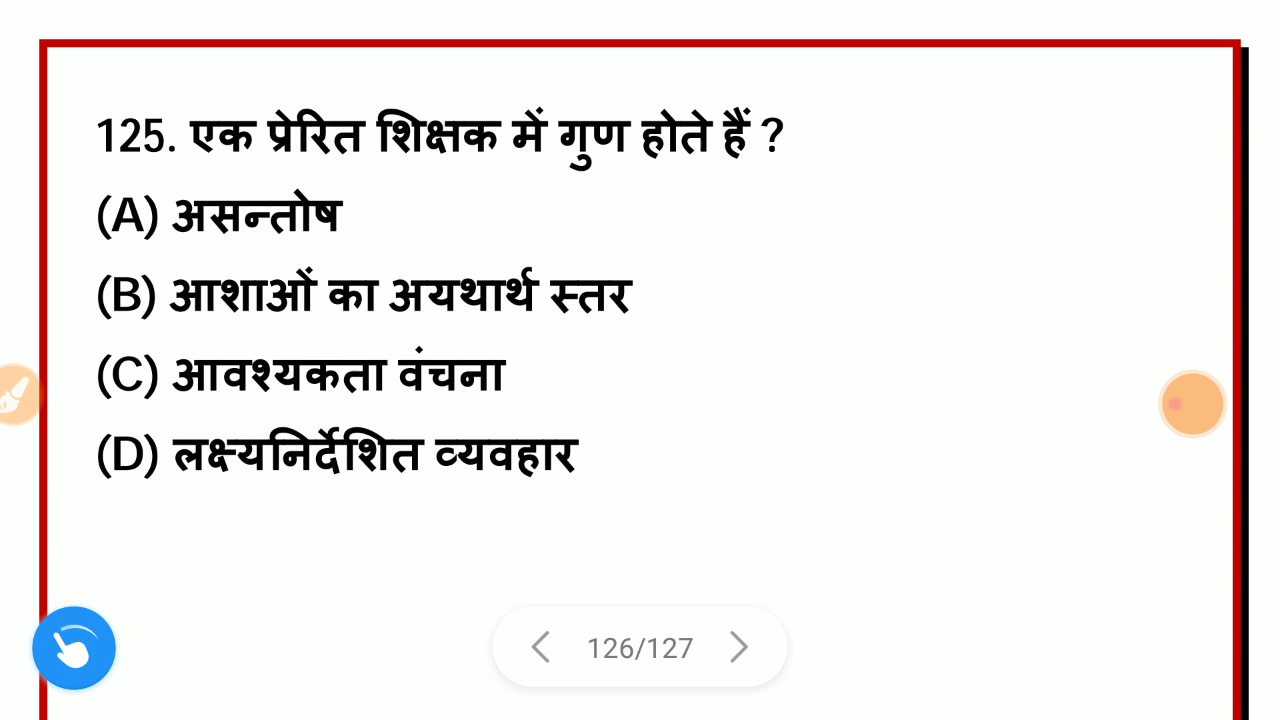 125. एक प्रेरित शिक्षक में गुण होते हैं ?
(A) असन्तोष
(B) आशाओं का अयथार्थ स्तर
(C) आवश्यकता वंचना
(D) लक्ष्यनिर्देशित व्यवहार
126/127